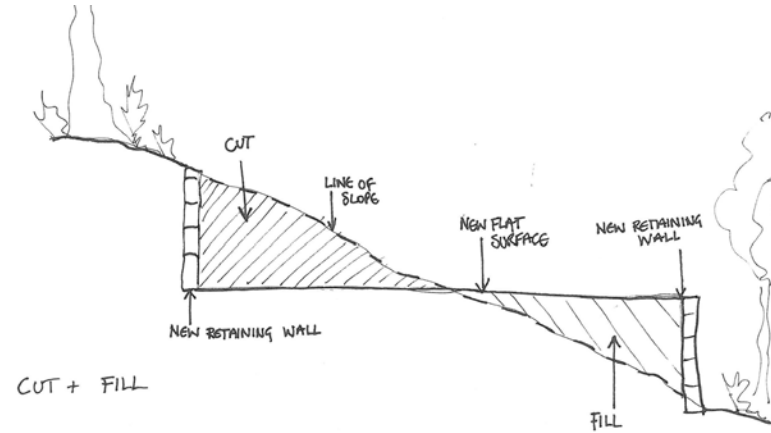 CUT
LINE OF
SLOPE
NEW FLAT
SURFACE
NEW RETAINING
WALL
NEW RETAINING WALL
CUT + FILL
FILL